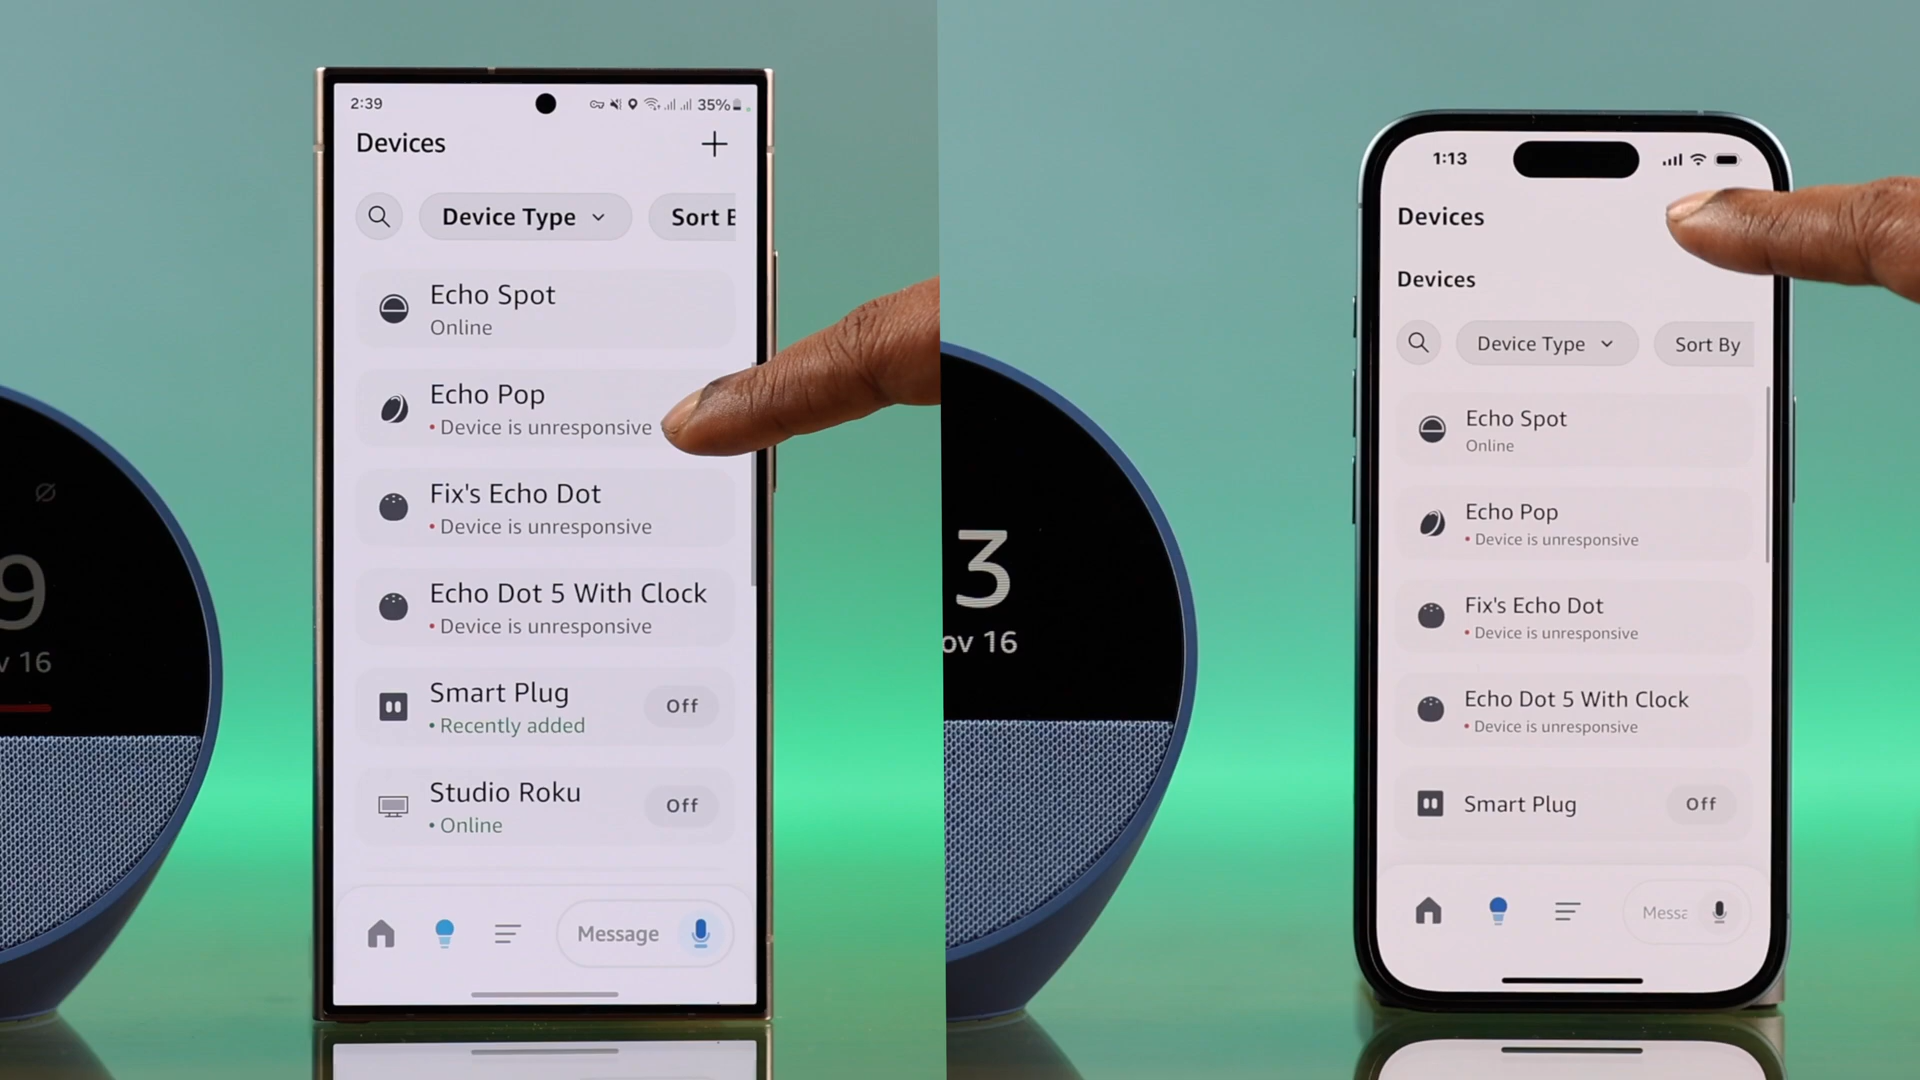 2:39
35%
Devices
Device Type
Sort B
Echo Spot
Online
Echo Pop
• Device is unresponsive
Fix's Echo Dot
• Device is unresponsive
Echo Dot 5 With Clock
• Device is unresponsive
Smart Plug
Off
• Recently added
Studio Roku
Off
• Online
Message
9
v 16
1:13
Devices
Devices
Device Type
Sort By
Echo Spot
Online
Echo Pop
• Device is unresponsive
Fix's Echo Dot
• Device is unresponsive
Echo Dot 5 With Clock
• Device is unresponsive
Smart Plug
Off
Messa
3
ov 16